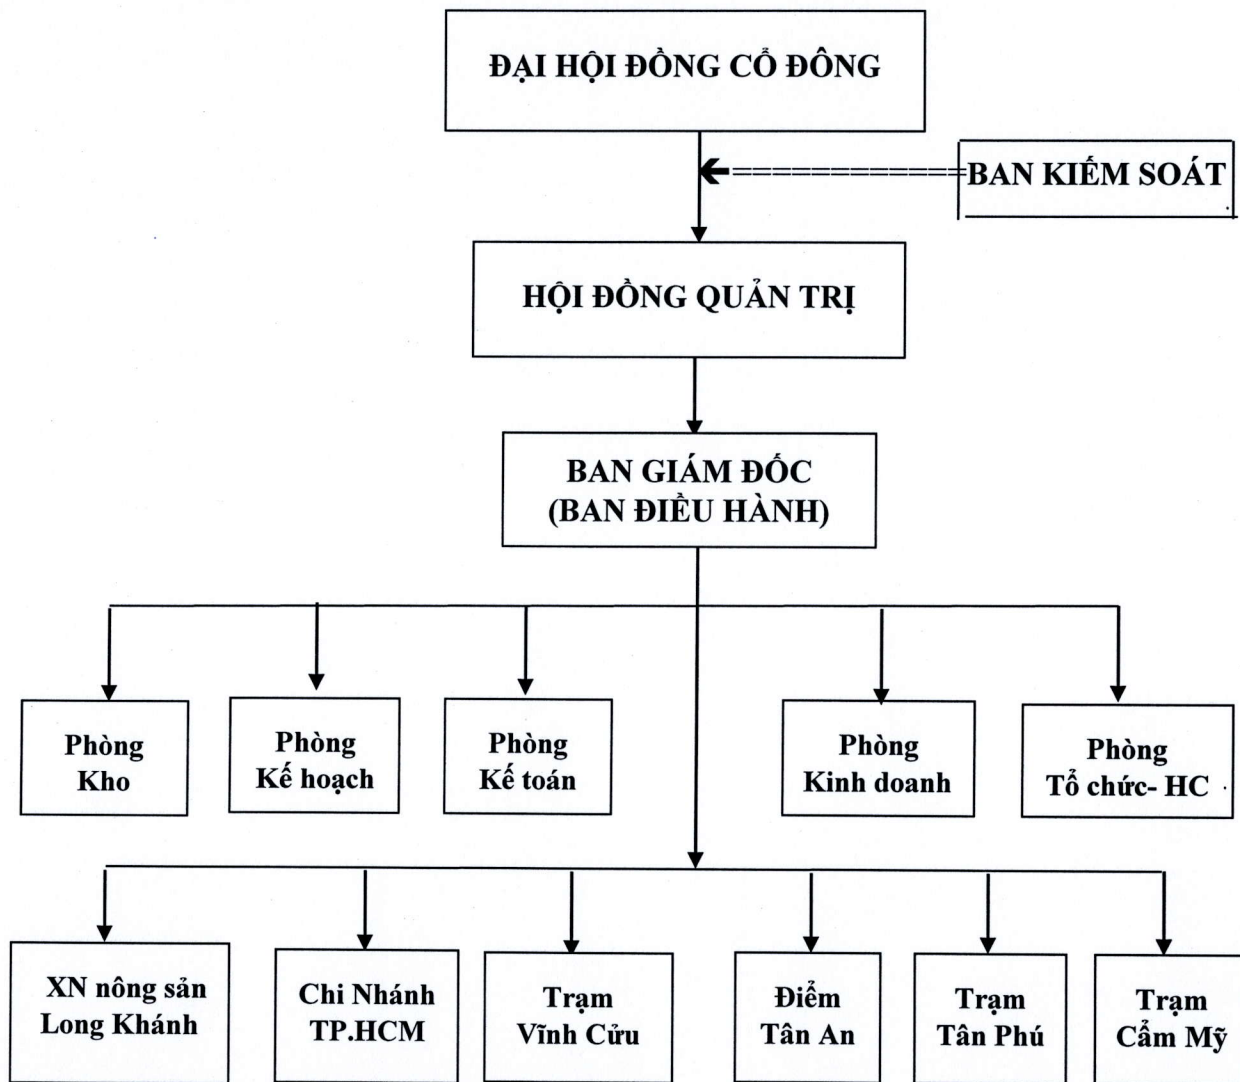 ĐẠI HỘI ĐỒNG CỔ ĐÔNG
BAN KIỂM SOÁT
HỘI ĐỒNG QUẢN TRỊ
BAN GIÁM ĐỐC
(BAN ĐIỀU HÀNH)
Phòng
Kho
Phòng
Kế hoạch
Phòng
Kế toán
Phòng
Kinh doanh
Phòng
Tổ chức- HC
XN nông sản
Long Khánh
Chi Nhánh
TP.HCM
Trạm
Vĩnh Cửu
Điểm
Tân An
Trạm
Tân Phú
Trạm
Cẩm Mỹ